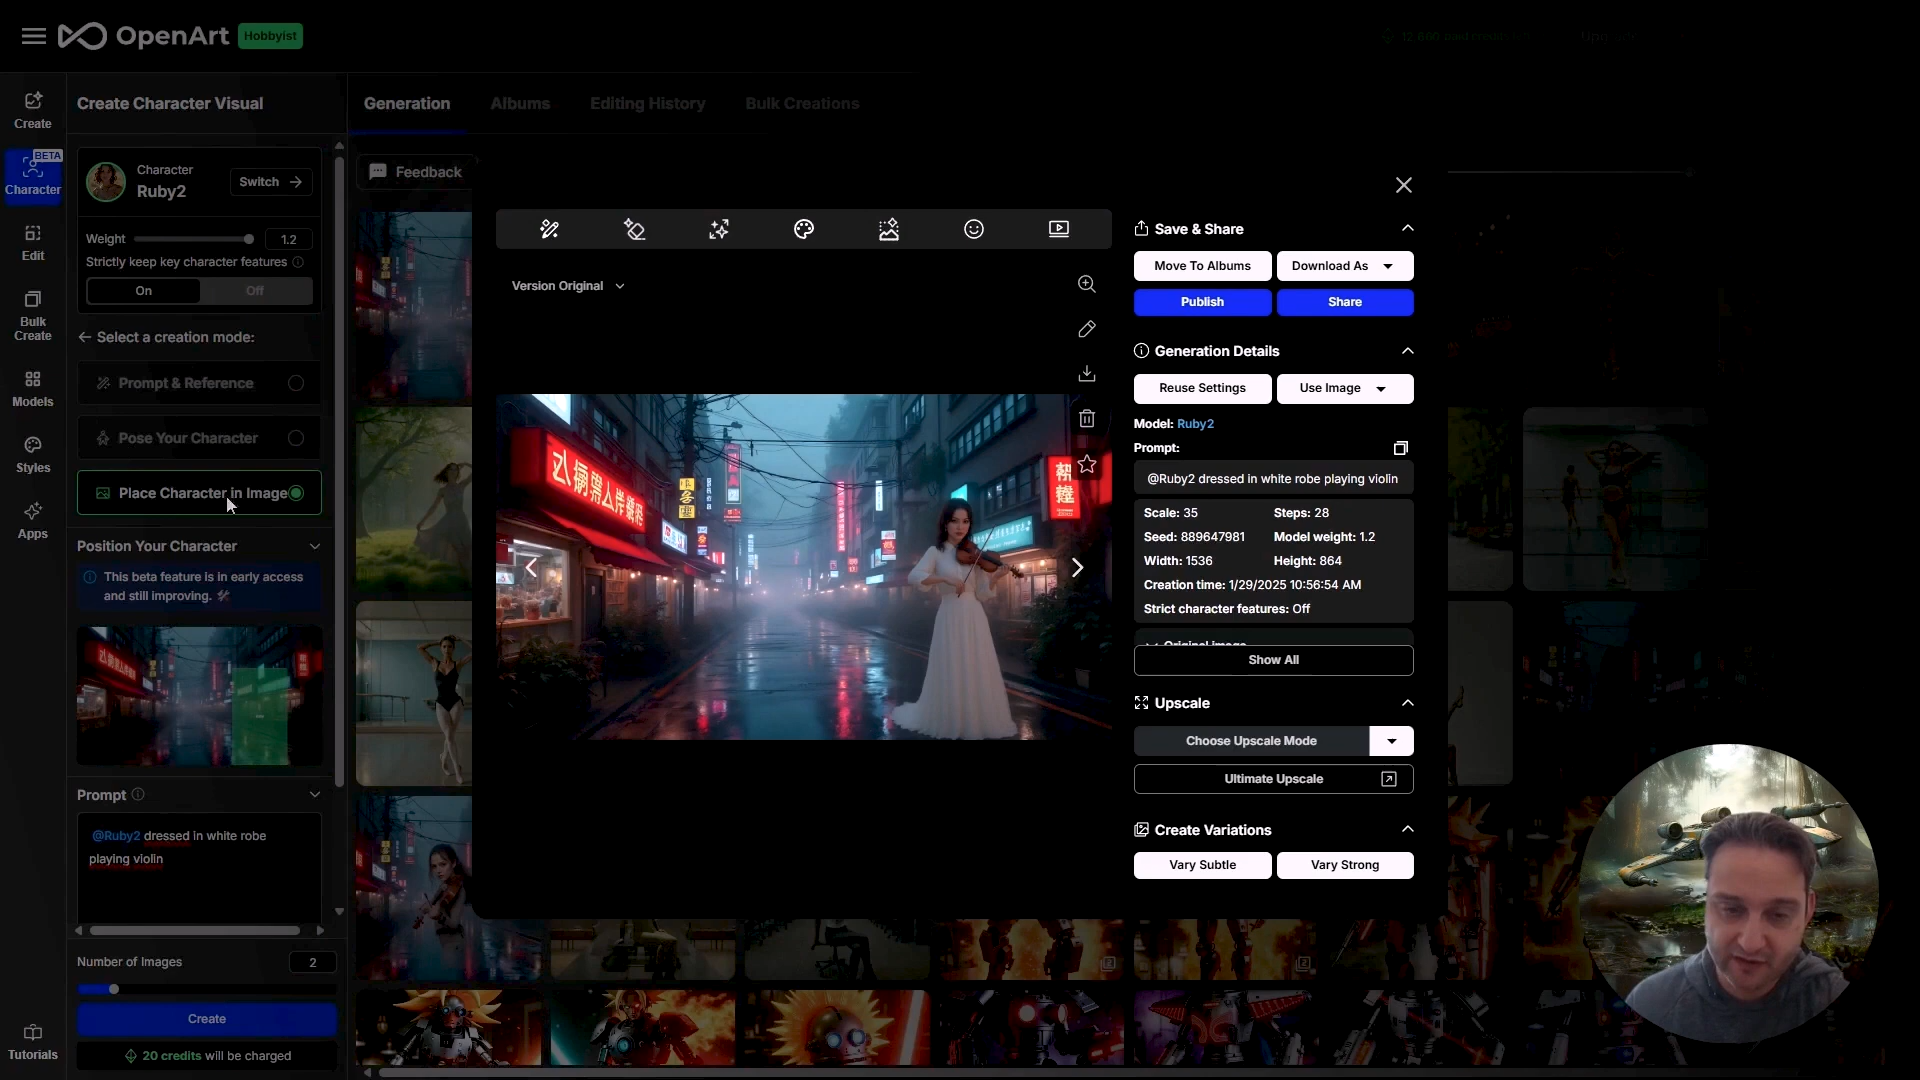 OpenArt
Hobbyist
Create
BETA
Character
Edit
Bulk
Create
Models
Styles
Apps
Tutorials
Create Character Visual
Character
Ruby2
Switch
Weight
1.2
Strictly keep key character features
On
Off
Select a creation mode:
Prompt & Reference
Pose Your Character
Place Character in Image
Position Your Character
This beta feature is in early access
and still improving. 🛠️
Prompt
@Ruby2 dressed in white robe
playing violin
Number of Images
2
Create
20 credits will be charged
Generation
Albums
Editing History
Bulk Creations
Feedback
Version Original
Save & Share
Move To Albums
Download As
Publish
Share
Generation Details
Reuse Settings
Use Image
Model: Ruby2
Prompt:
@Ruby2 dressed in white robe playing violin
Scale: 35
Steps: 28
Seed: 889647981
Model weight: 1.2
Width: 1536
Height: 864
Creation time: 1/29/2025 10:56:54 AM
Strict character features: Off
Original image
Show All
Upscale
Choose Upscale Mode
Ultimate Upscale
Create Variations
Vary Subtle
Vary Strong